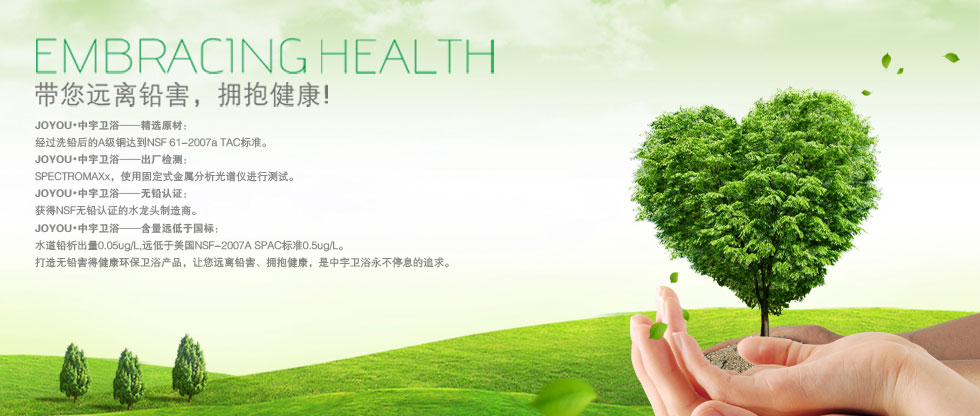 EMBRACING HEALTH
带您远离铅害，拥抱健康!
JOYOU•中宇卫浴——精选原材：
经过洗铅后的A级铜达到NSF 61-2007a TAC标准。
JOYOU•中宇卫浴——出厂检测：
SPECTROMAXx，使用固定式金属分析光谱仪进行测试。
JOYOU•中宇卫浴——无铅认证：
获得NSF无铅认证的水龙头制造商。
JOYOU•中宇卫浴——含量远低于国标：
水道铅析出量0.05ug/L,远低于美国NSF-2007A SPAC标准0.5ug/L。
打造无铅害得健康环保卫浴产品，让您远离铅害、拥抱健康，是中宇卫浴永不停息的追求。